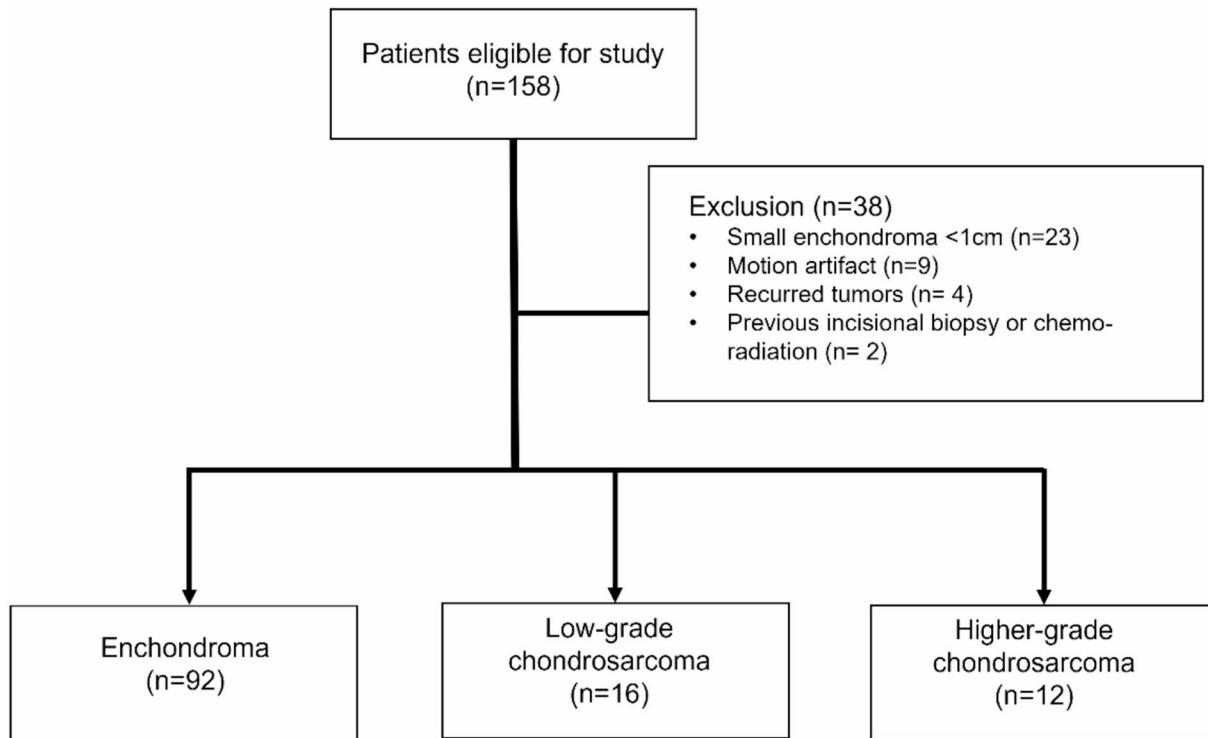 Patients eligible for study
(n=158)
Exclusion (n=38)
• Small enchondroma <1cm (n=23)
• Motion artifact (n=9)
• Recurred tumors (n= 4)
• Previous incisional biopsy or chemo-
radiation (n= 2)
Enchondroma
(n=92)
Low-grade
chondrosarcoma
(n=16)
Higher-grade
chondrosarcoma
(n=12)